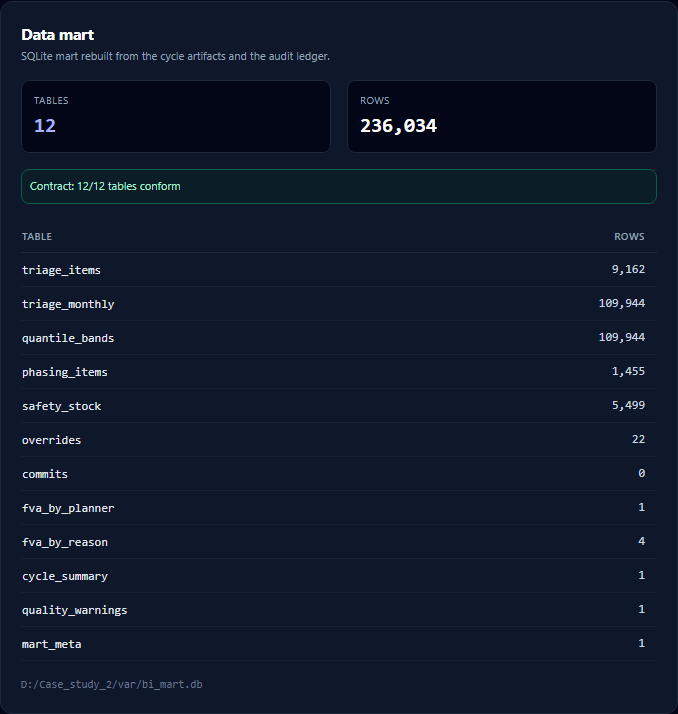 Data mart
SQLite mart rebuilt from the cycle artifacts and the audit ledger.
TABLES
12
ROWS
236,034
Contract: 12/12 tables conform
TABLE ROWS
triage_items 9,162
triage_monthly 109,944
quantile_bands 109,944
phasing_items 1,455
safety_stock 5,499
overrides 22
commits 0
fva_by_planner 1
fva_by_reason 4
cycle_summary 1
quality_warnings 1
mart_meta 1
D:/Case_study_2/var/bi_mart.db